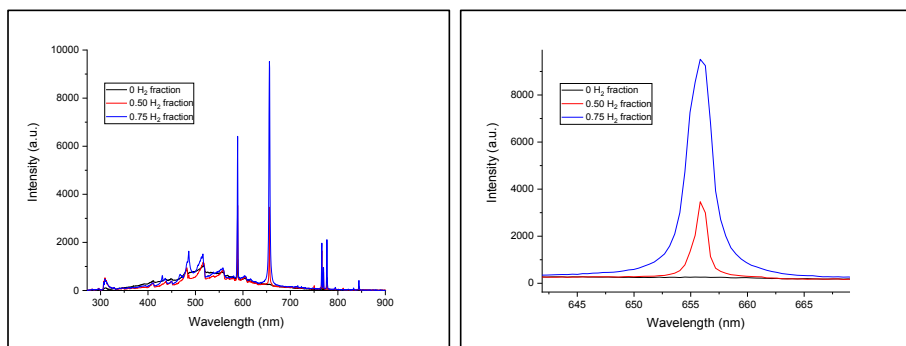 10000
8000
6000
4000
2000
0
Intensity (a.u.)
0 H₂ fraction
0.50 H₂ fraction
0.75 H₂ fraction
300 400 500 600 700 800 900
Wavelength (nm)
8000
6000
4000
2000
0
Intensity (a.u.)
0 H₂ fraction
0.50 H₂ fraction
0.75 H₂ fraction
645 650 655 660 665
Wavelength (nm)